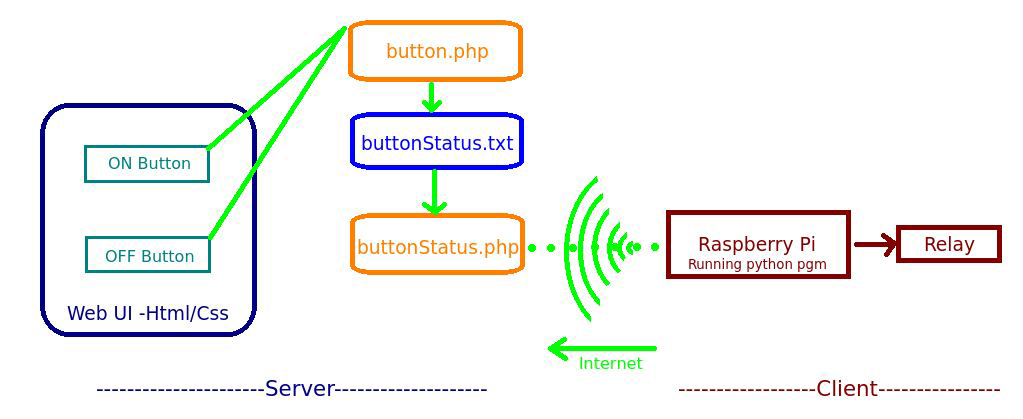 button.php
buttonStatus.txt
ON Button
buttonStatus.php
OFF Button
Web UI -Html/Css
Raspberry Pi
Running python pgm
Relay
Internet
----------------------Server--------------------
------------------Client----------------